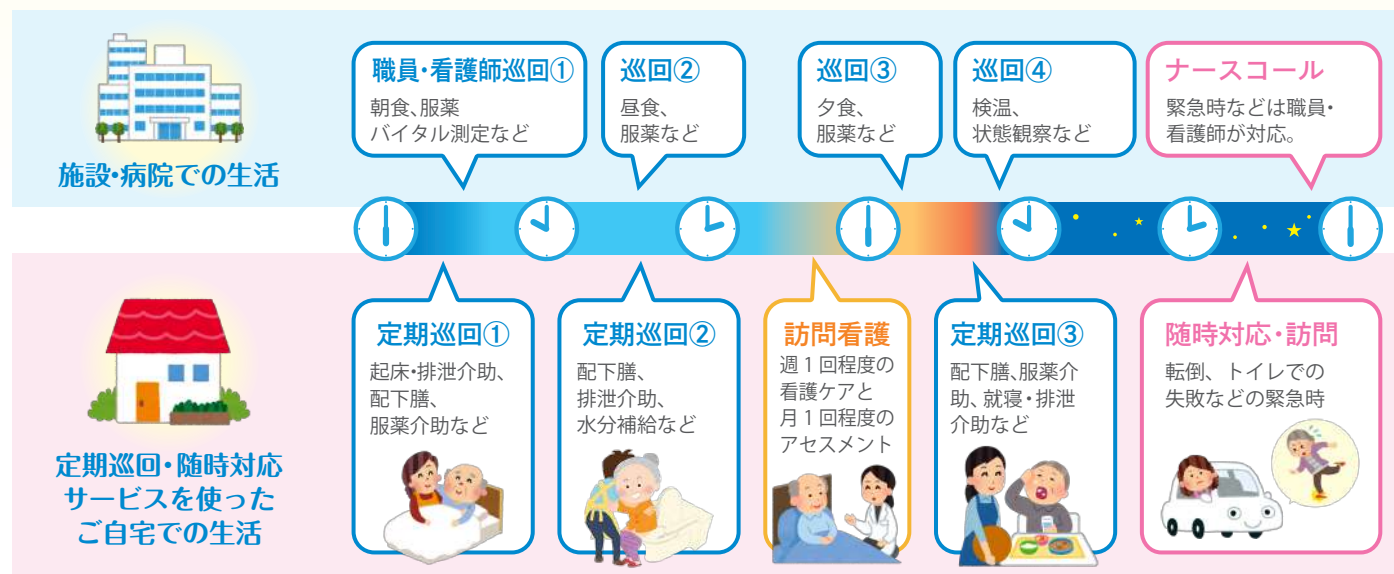 施設・病院での生活
職員・看護師巡回①
朝食、服薬
バイタル測定など
巡回②
昼食、
服薬など
巡回③
夕食、
服薬など
巡回④
検温、
状態観察など
ナースコール
緊急時などは職員・
看護師が対応。
定期巡回・随時対応
サービスを使った
ご自宅での生活
定期巡回①
起床・排泄介助、
配下膳、
服薬介助など
定期巡回②
配下膳、
排泄介助、
水分補給など
訪問看護
週1回程度の
看護ケアと
月1回程度の
アセスメント
定期巡回③
配下膳、服薬介
助、就寝・排泄
介助など
随時対応・訪問
転倒、トイレでの
失敗などの緊急時